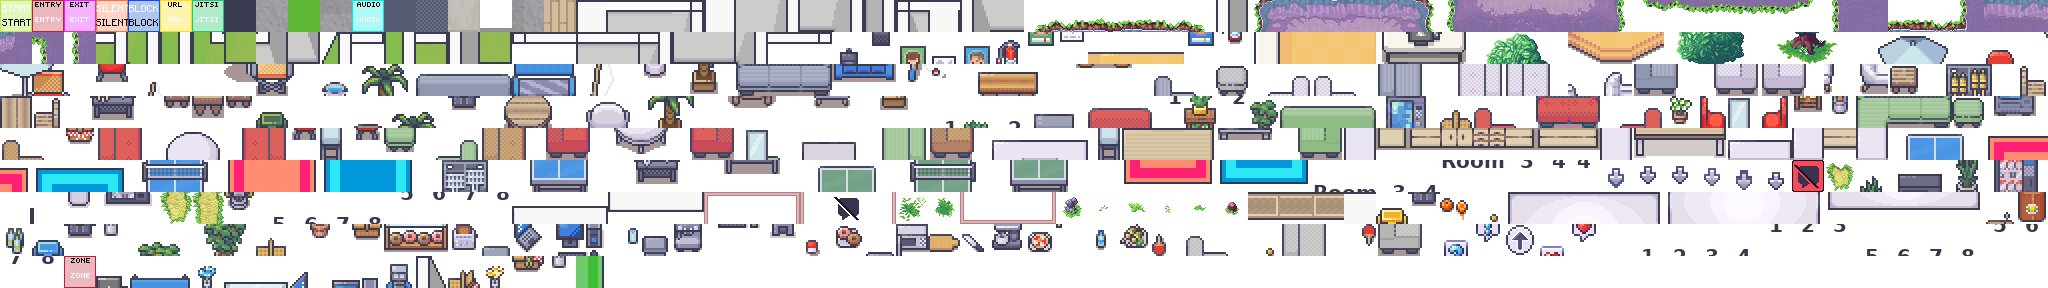 START ENTRY EXIT SILENT BLOCK URL JITSI AUDIO
START ENTRY EXIT SILENT BLOCK URL JITSI AUDIO
1 2
1 2
Room 3 4 4
5 6 7 8
Room 3 4
5 6 7 8
1 2 3
5 6
7 8
1 2 3 4 5 6 7 8
ZONE
ZONE